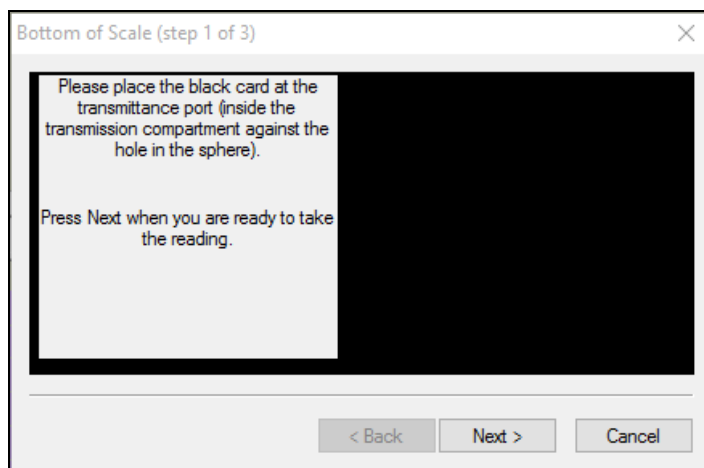 Bottom of Scale (step 1 of 3)
Please place the black card at the
transmittance port (inside the
transmission compartment against the
hole in the sphere).
Press Next when you are ready to take
the reading.
< Back
Next >
Cancel